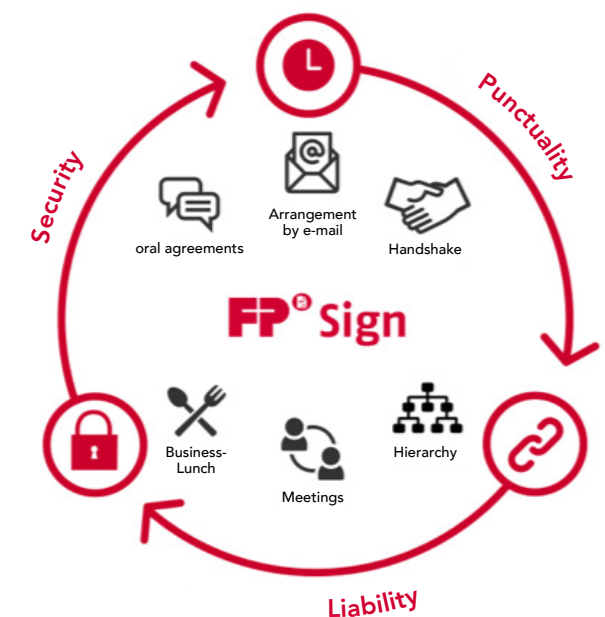 Punctuality
Security
Arrangement
by e-mail
oral agreements
Handshake
FP Sign
Business-
Lunch
Hierarchy
Meetings
Liability